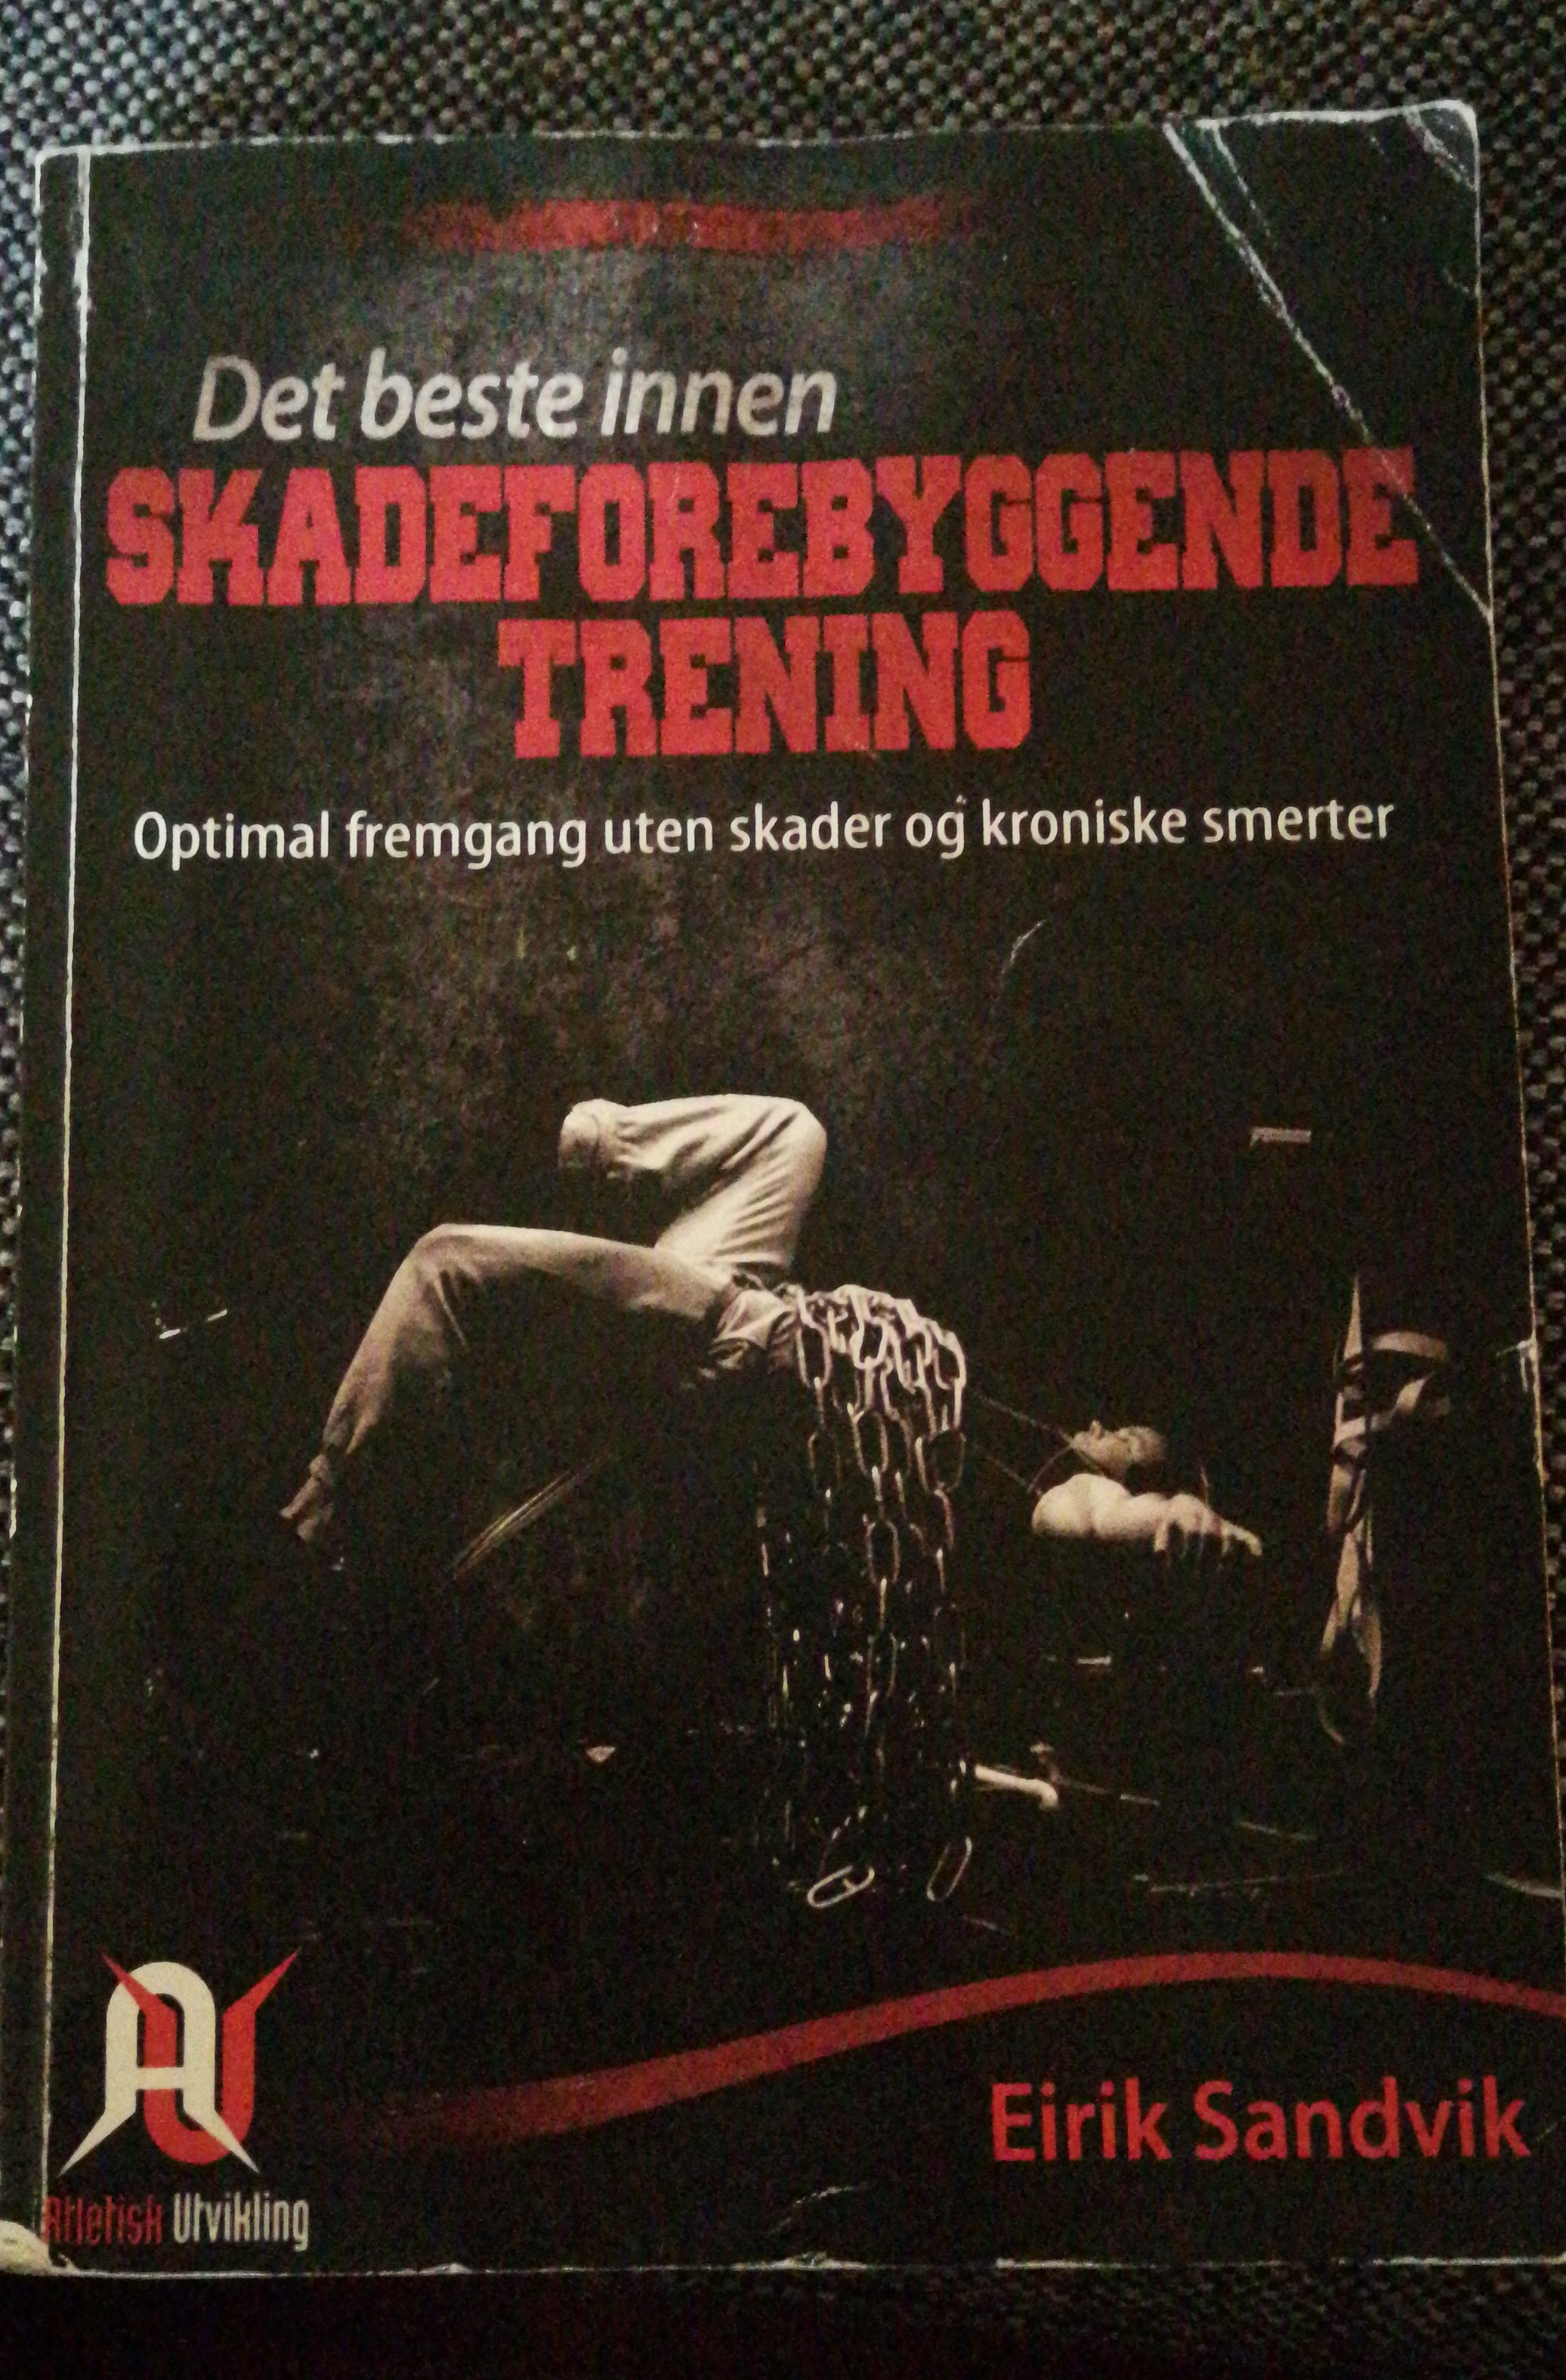 Det beste innen
SKADEFOREBYGGENDE
TRENING
Optimal fremgang uten skader og kroniske smerter
AU
Eirik Sandvik
Atletisk Utvikling